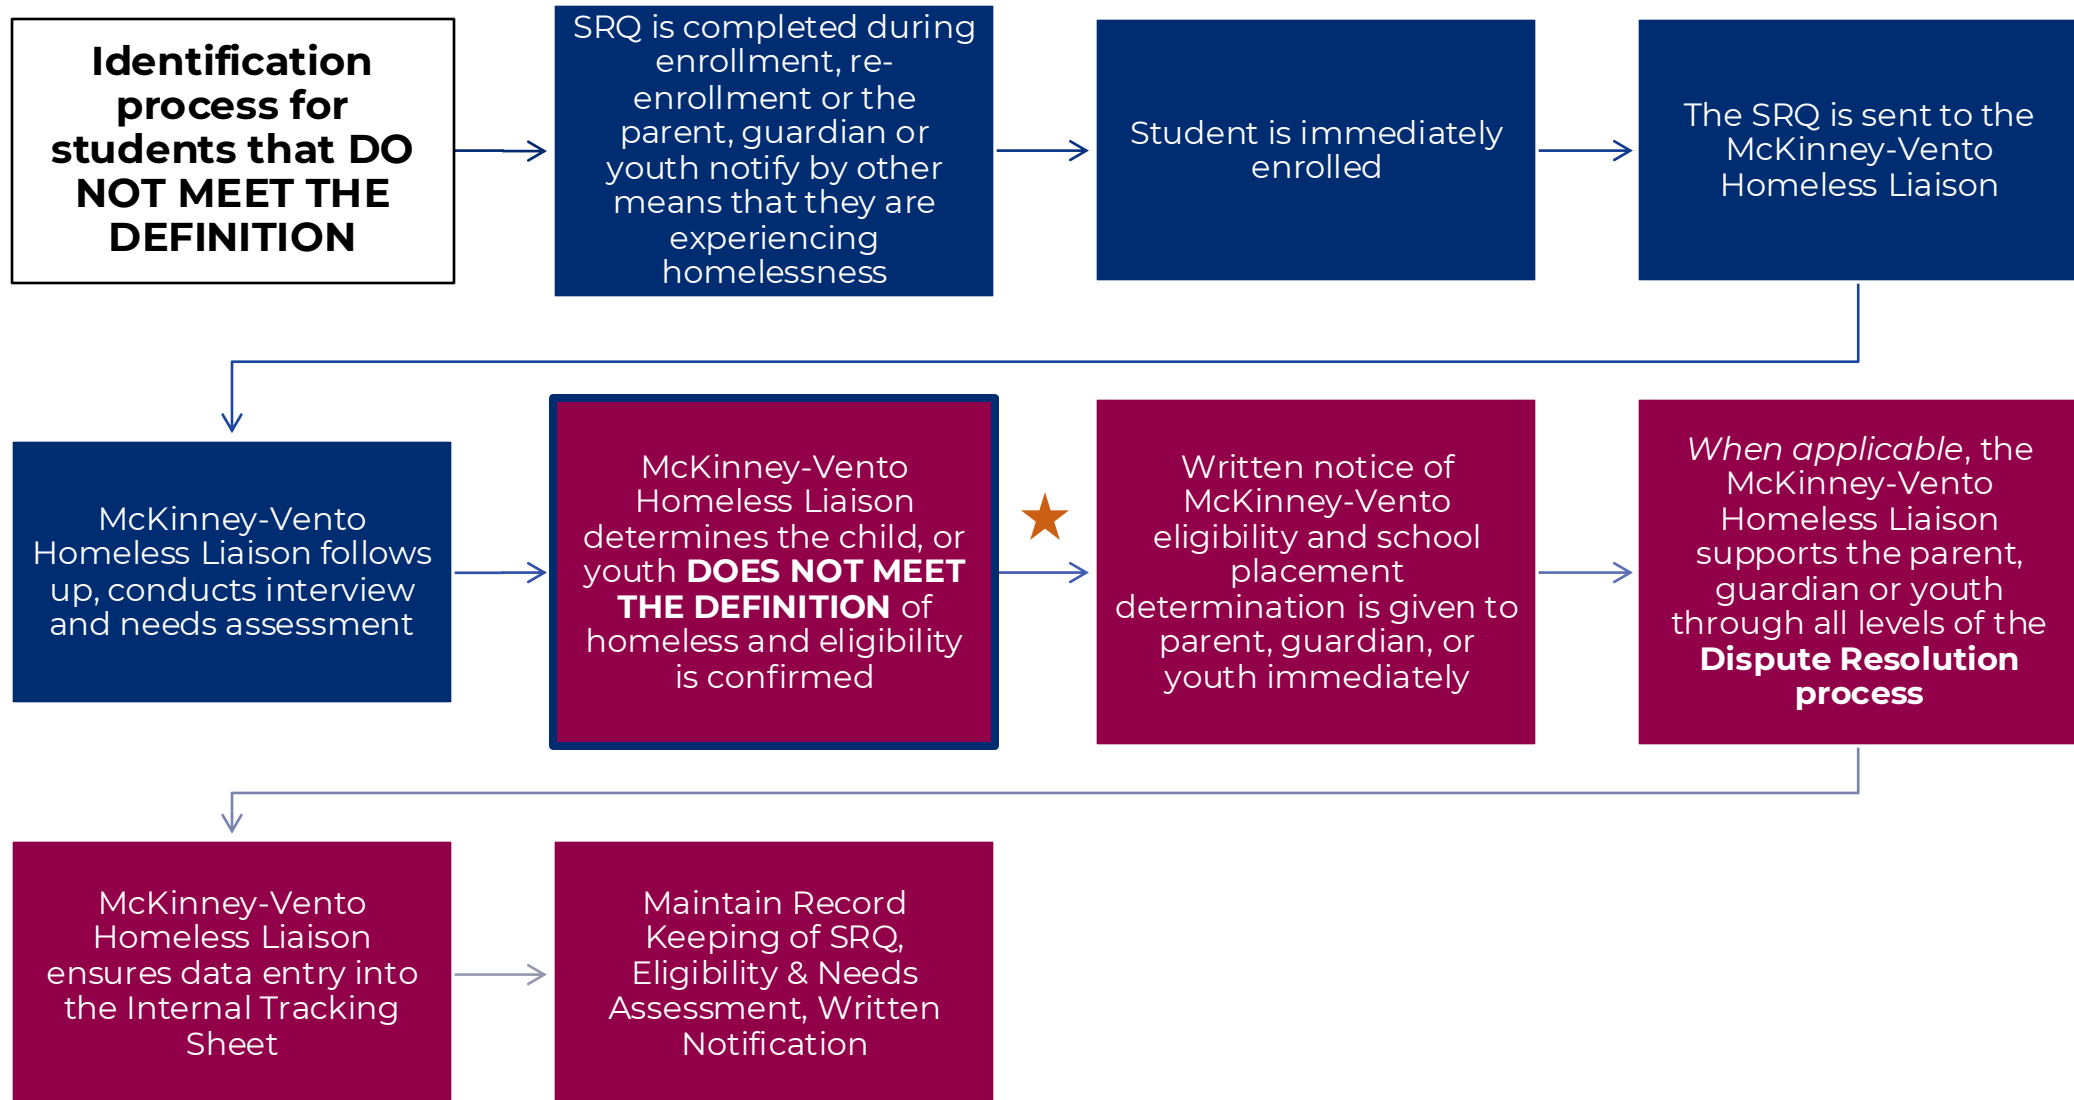 Identification
process for
students that DO
NOT MEET THE
DEFINITION
SRQ is completed during
enrollment, re-
enrollment or the
parent, guardian or
youth notify by other
means that they are
experiencing
homelessness
Student is immediately
enrolled
The SRQ is sent to the
McKinney-Vento
Homeless Liaison
McKinney-Vento
Homeless Liaison follows
up, conducts interview
and needs assessment
McKinney-Vento
Homeless Liaison
determines the child, or
youth DOES NOT MEET
THE DEFINITION of
homeless and eligibility
is confirmed
Written notice of
McKinney-Vento
eligibility and school
placement
determination is given to
parent, guardian, or
youth immediately
When applicable, the
McKinney-Vento
Homeless Liaison
supports the parent,
guardian or youth
through all levels of the
Dispute Resolution
process
McKinney-Vento
Homeless Liaison
ensures data entry into
the Internal Tracking
Sheet
Maintain Record
Keeping of SRQ,
Eligibility & Needs
Assessment, Written
Notification